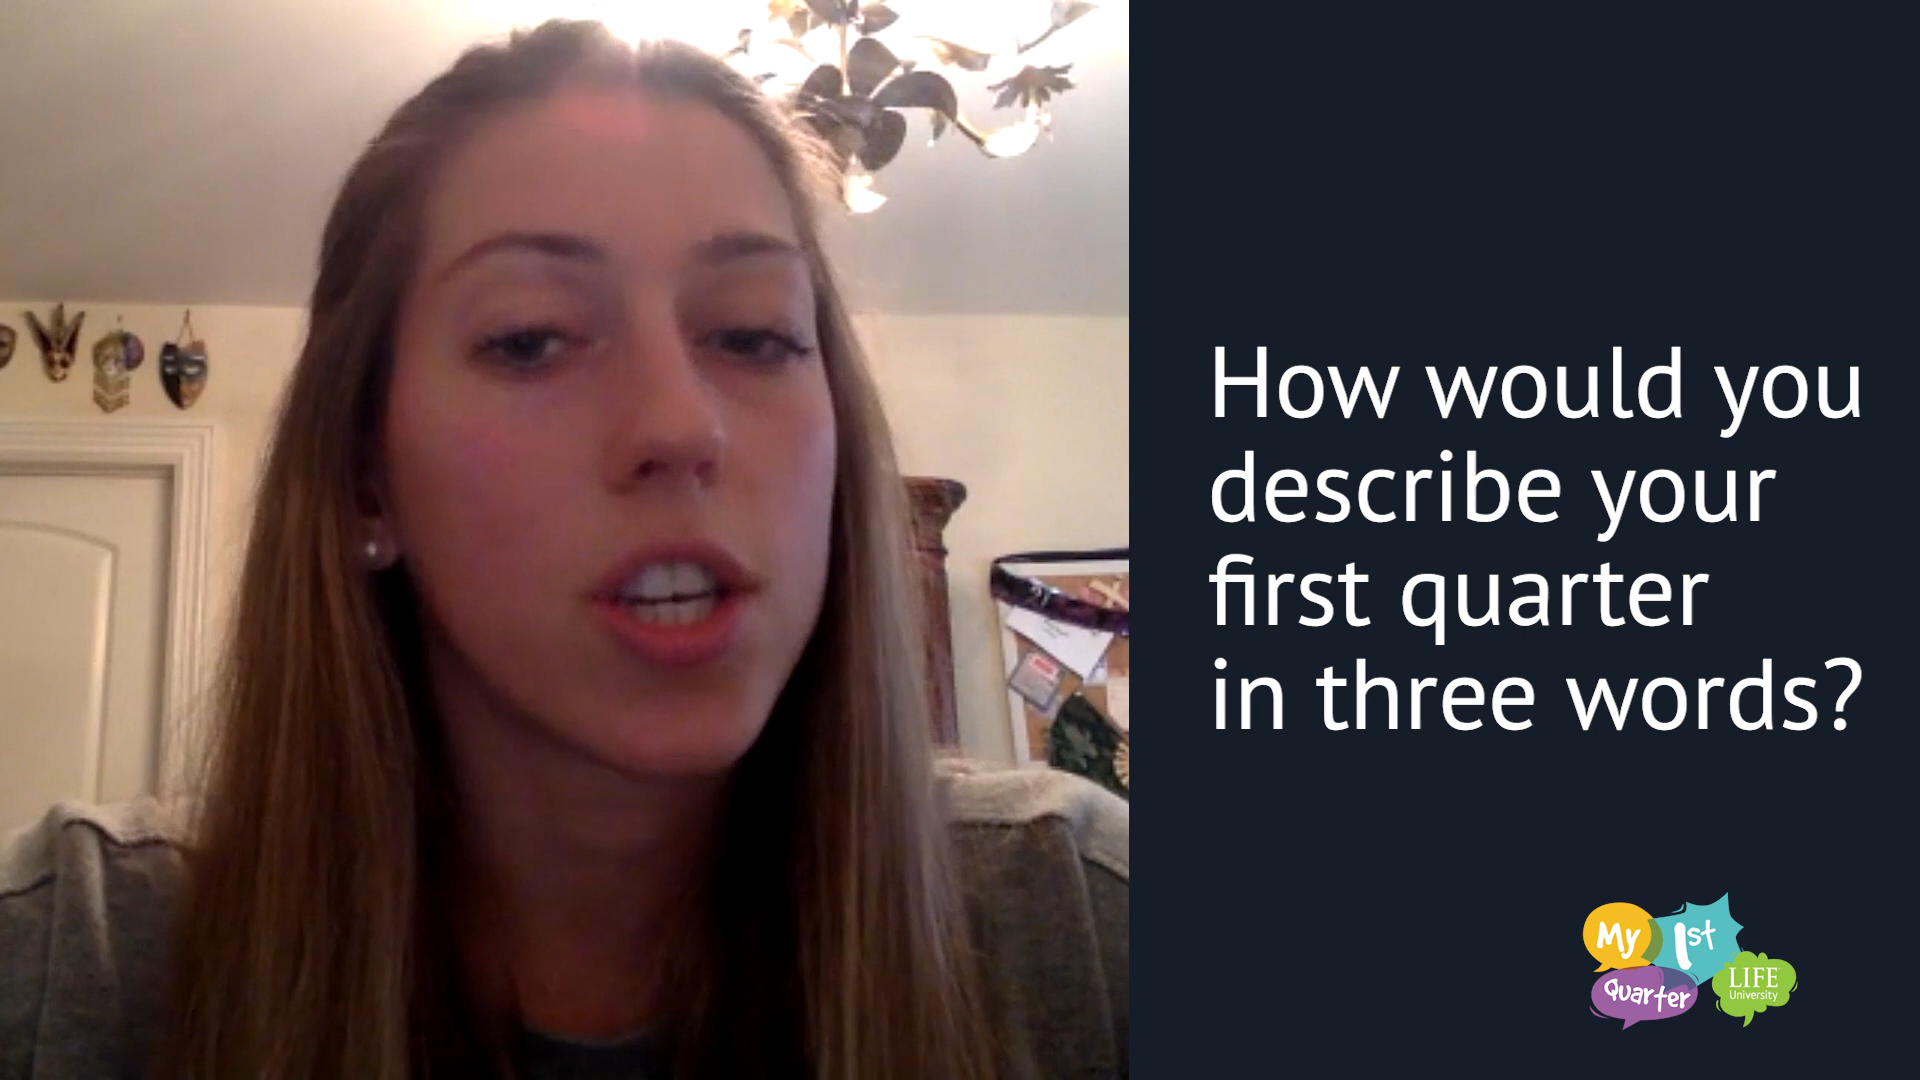 How would you
describe your
first quarter
in three words?
My 1st
Quarter
LIFE
University